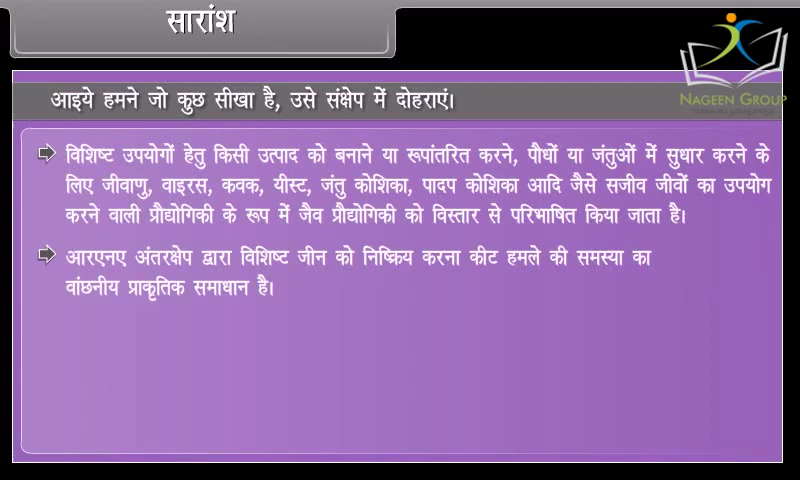 सारांश
NAGEEN GROUP
आइये हमने जो कुछ सीखा है, उसे संक्षेप में दोहराएं।
विशिष्ट उपयोगों हेतु किसी उत्पाद को बनाने या रूपांतरित करने, पौधों या जंतुओं में सुधार करने के
लिए जीवाणु, वाइरस, कवक, यीस्ट, जंतु कोशिका, पादप कोशिका आदि जैसे सजीव जीवों का उपयोग
करने वाली प्रौद्योगिकी के रूप में जैव प्रौद्योगिकी को विस्तार से परिभाषित किया जाता है।
आरएनए अंतरक्षेप द्वारा विशिष्ट जीन को निष्क्रिय करना कीट हमले की समस्या का
वांछनीय प्राकृतिक समाधान है।